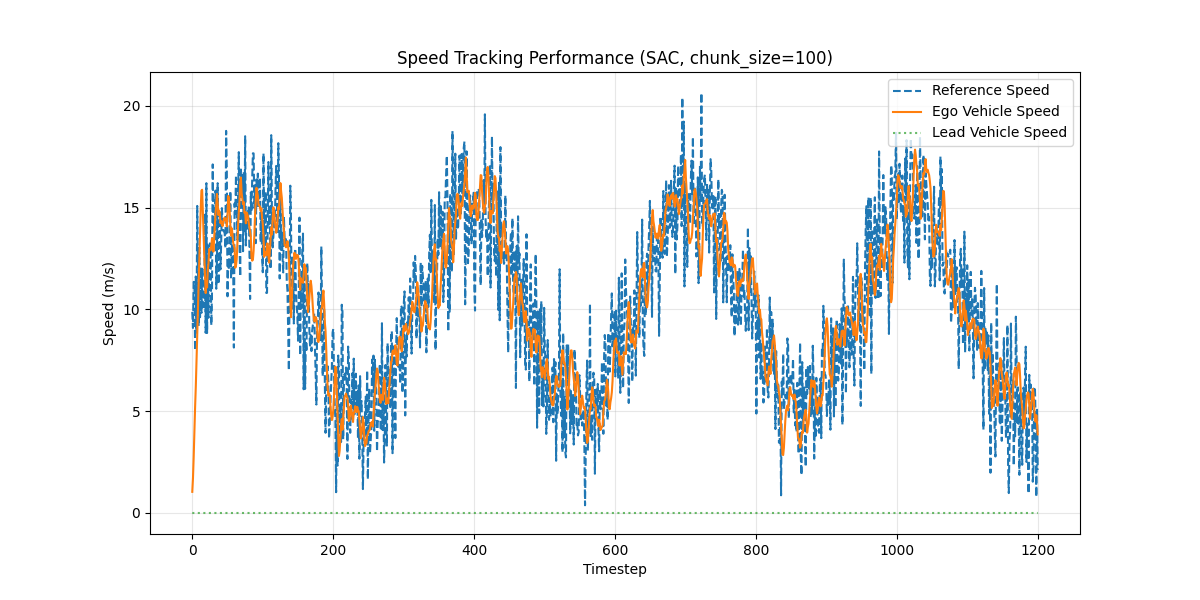 Speed Tracking Performance (SAC, chunk_size=100)
Reference Speed
Ego Vehicle Speed
Lead Vehicle Speed
Speed (m/s)
20
15
10
5
0
0 200 400 600 800 1000 1200
Timestep